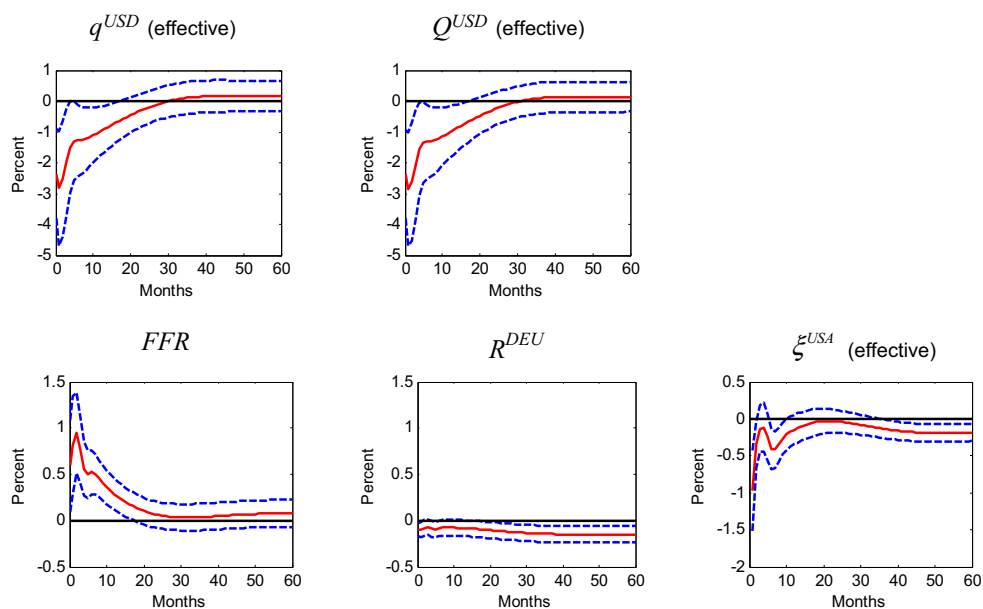 q^USD (effective)
Q^USD (effective)
1
0
-1
-2
-3
-4
-5
Percent
0 10 20 30 40 50 60
Months
1
0
-1
-2
-3
-4
-5
Percent
0 10 20 30 40 50 60
Months
FFR
R^DEU
ξ^USA (effective)
1.5
1
0.5
0
-0.5
Percent
0 10 20 30 40 50 60
Months
1.5
1
0.5
0
-0.5
Percent
0 10 20 30 40 50 60
Months
0.5
0
-0.5
-1
-1.5
-2
Percent
0 10 20 30 40 50 60
Months